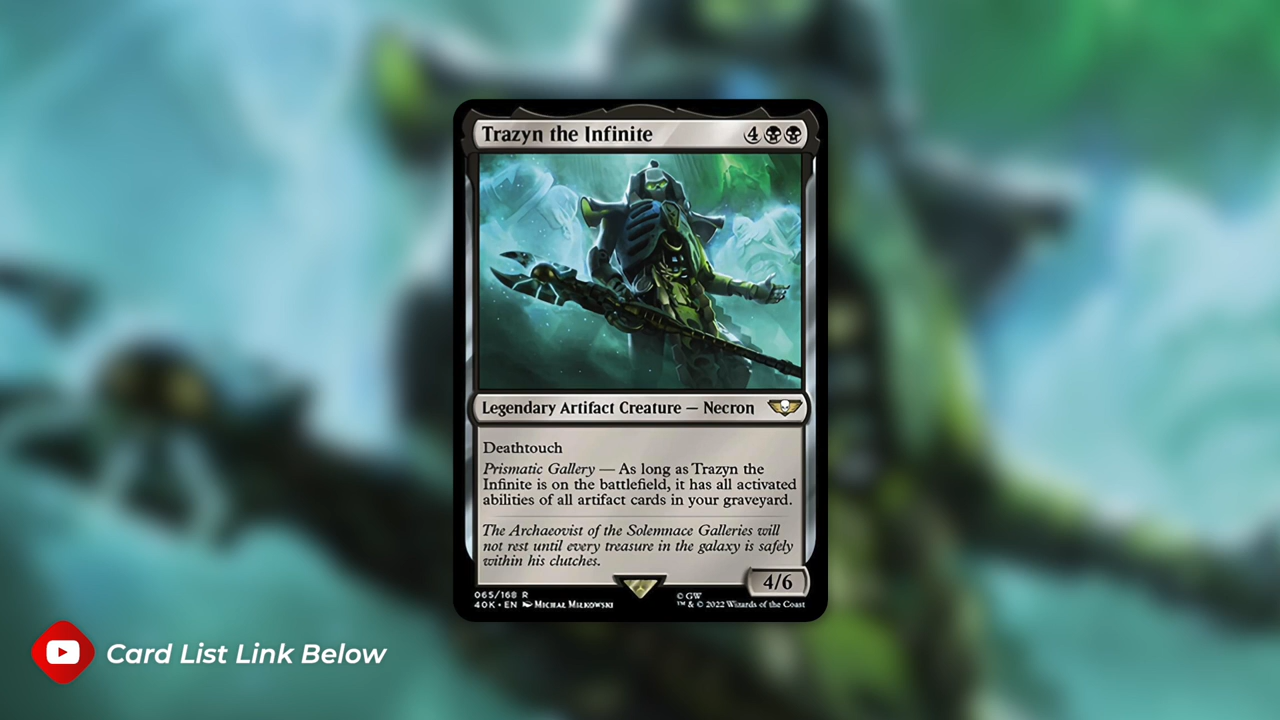 Trazyn the Infinite 4
Legendary Artifact Creature — Necron
Deathtouch
Prismatic Gallery — As long as Trazyn the
Infinite is on the battlefield, it has all activated
abilities of all artifact cards in your graveyard.
The Archaeovist of the Solemnace Galleries will
not rest until every treasure in the galaxy is safely
within his clutches.
4/6
065/168 R
40K • EN Michał Miłkowski
© GW
™ & © 2022 Wizards of the Coast
Card List Link Below